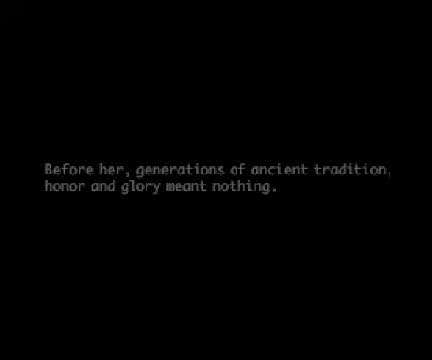 Before her, generations of ancient tradition,
honor and glory meant nothing.